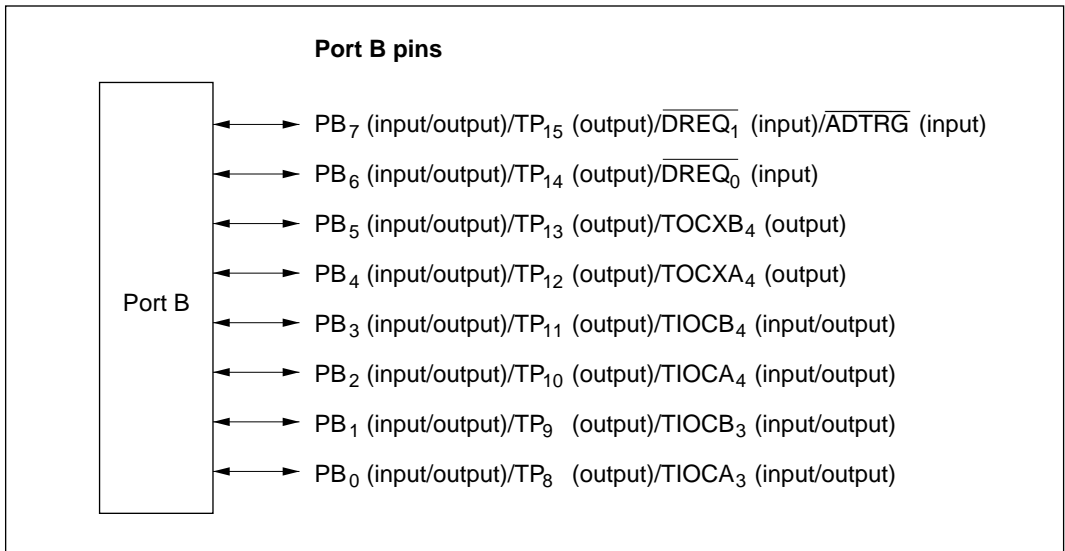 Port B pins
Port B
PB₇ (input/output)/TP₁₅ (output)/D̅R̅E̅Q̅₁̅ (input)/A̅D̅T̅R̅G̅ (input)
PB₆ (input/output)/TP₁₄ (output)/D̅R̅E̅Q̅₀̅ (input)
PB₅ (input/output)/TP₁₃ (output)/TOCXB₄ (output)
PB₄ (input/output)/TP₁₂ (output)/TOCXA₄ (output)
PB₃ (input/output)/TP₁₁ (output)/TIOCB₄ (input/output)
PB₂ (input/output)/TP₁₀ (output)/TIOCA₄ (input/output)
PB₁ (input/output)/TP₉ (output)/TIOCB₃ (input/output)
PB₀ (input/output)/TP₈ (output)/TIOCA₃ (input/output)